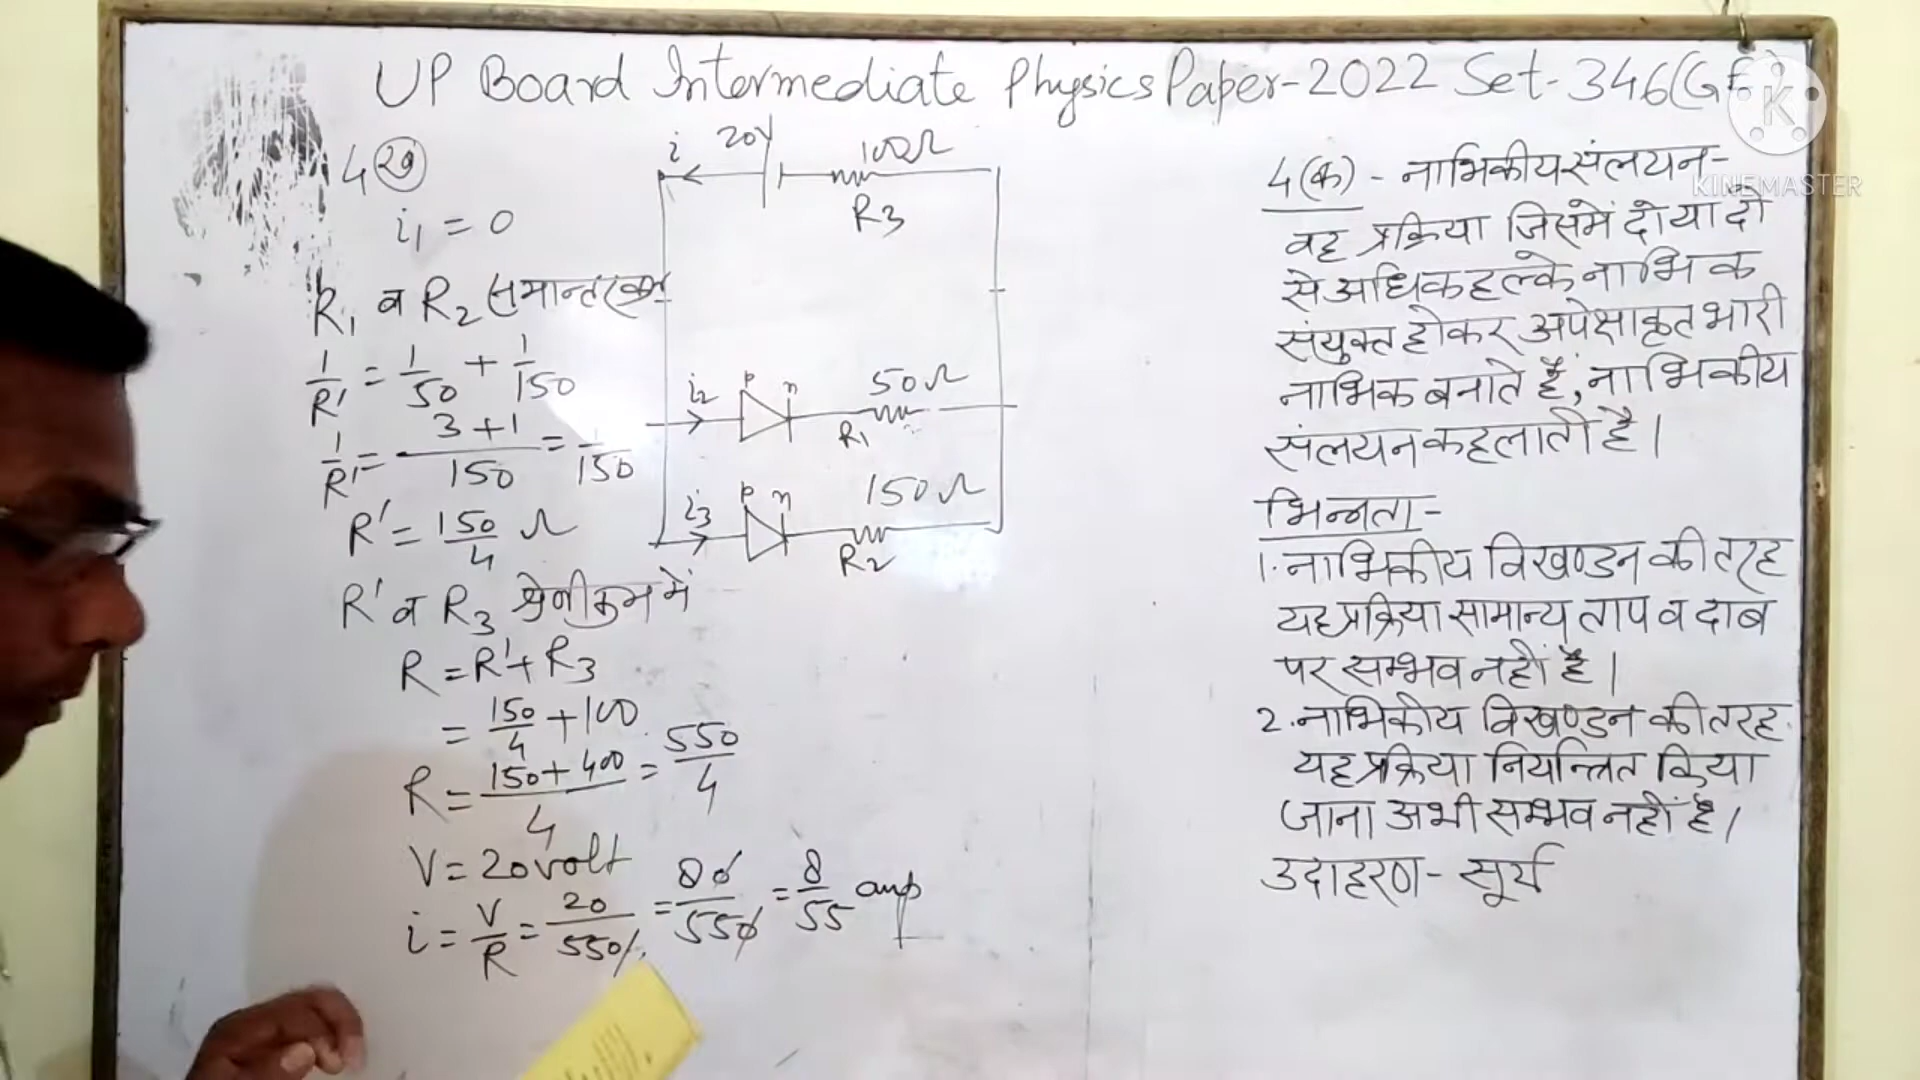 UP Board Intermediate Physics Paper-2022 Set-346(GE)
KINEMASTER
4
i₁ = 0
R₁ व R₂ समान्तरक्रम
1/R' = 1/50 + 1/150
1/R' = 3+1/150 = 1/150
R' = 150/4 Ω
R' व R₃ श्रेणीक्रम में
R = R' + R₃
= 150/4 + 100
R = 150+400/4 = 550/4
V = 20 volt
i = V/R = 20/550/ = 80/550 = 8/55 amp
i 20V 100Ω
R₃
i₂ p n 50Ω
R₁
i₃ p n 150Ω
R₂
4(क) - नाभिकीय संलयन-
वह प्रक्रिया जिसमें दो या दो
से अधिक हल्के नाभिक
संयुक्त होकर अपेक्षाकृत भारी
नाभिक बनाते हैं, नाभिकीय
संलयन कहलाती है।
भिन्नता-
1. नाभिकीय विखण्डन की तरह
यह प्रक्रिया सामान्य ताप व दाब
पर सम्भव नहीं है।
2. नाभिकीय विखण्डन की तरह
यह प्रक्रिया नियन्त्रित किया
जाना अभी सम्भव नहीं है।
उदाहरण- सूर्य